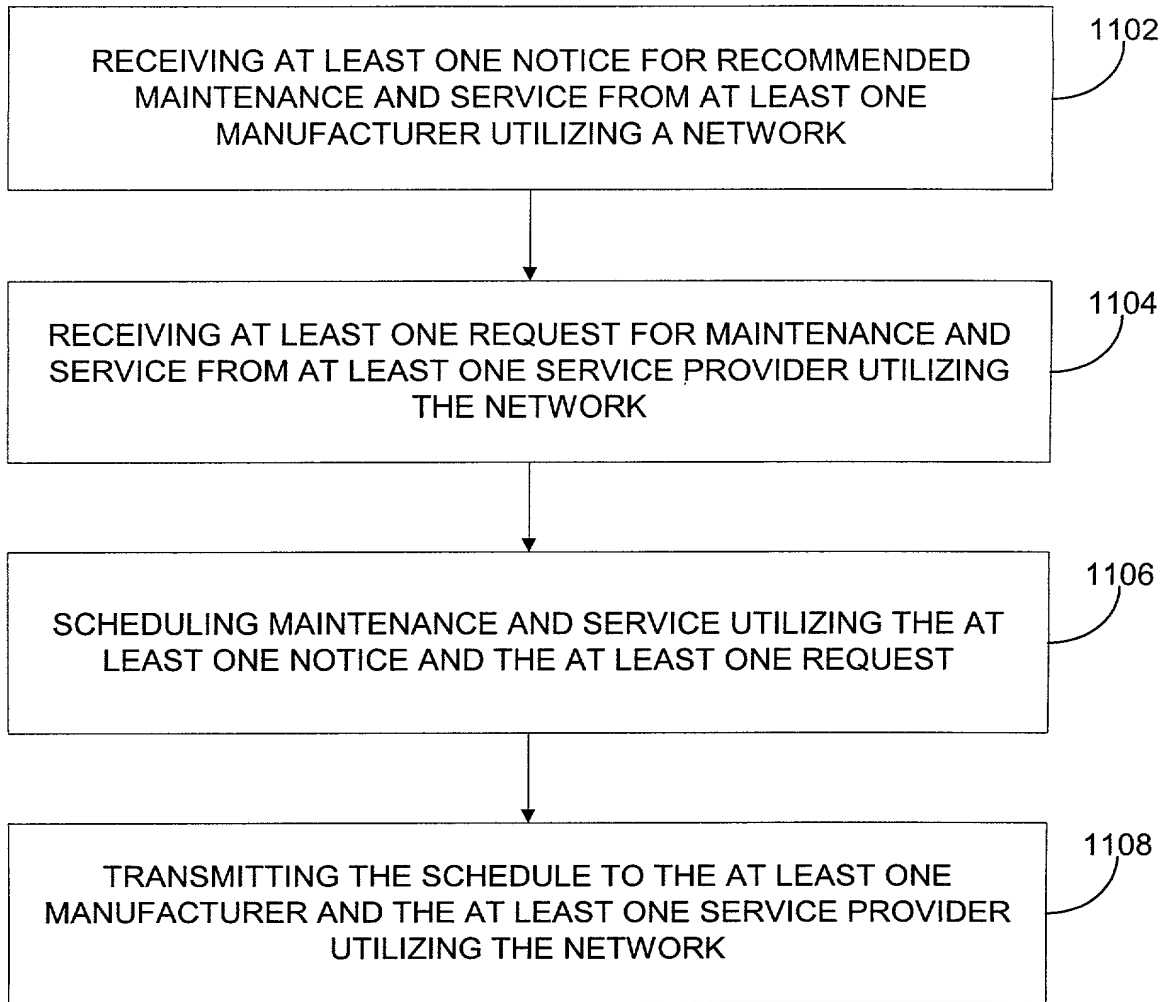 1102
RECEIVING AT LEAST ONE NOTICE FOR RECOMMENDED
MAINTENANCE AND SERVICE FROM AT LEAST ONE
MANUFACTURER UTILIZING A NETWORK
1104
RECEIVING AT LEAST ONE REQUEST FOR MAINTENANCE AND
SERVICE FROM AT LEAST ONE SERVICE PROVIDER UTILIZING
THE NETWORK
1106
SCHEDULING MAINTENANCE AND SERVICE UTILIZING THE AT
LEAST ONE NOTICE AND THE AT LEAST ONE REQUEST
1108
TRANSMITTING THE SCHEDULE TO THE AT LEAST ONE
MANUFACTURER AND THE AT LEAST ONE SERVICE PROVIDER
UTILIZING THE NETWORK